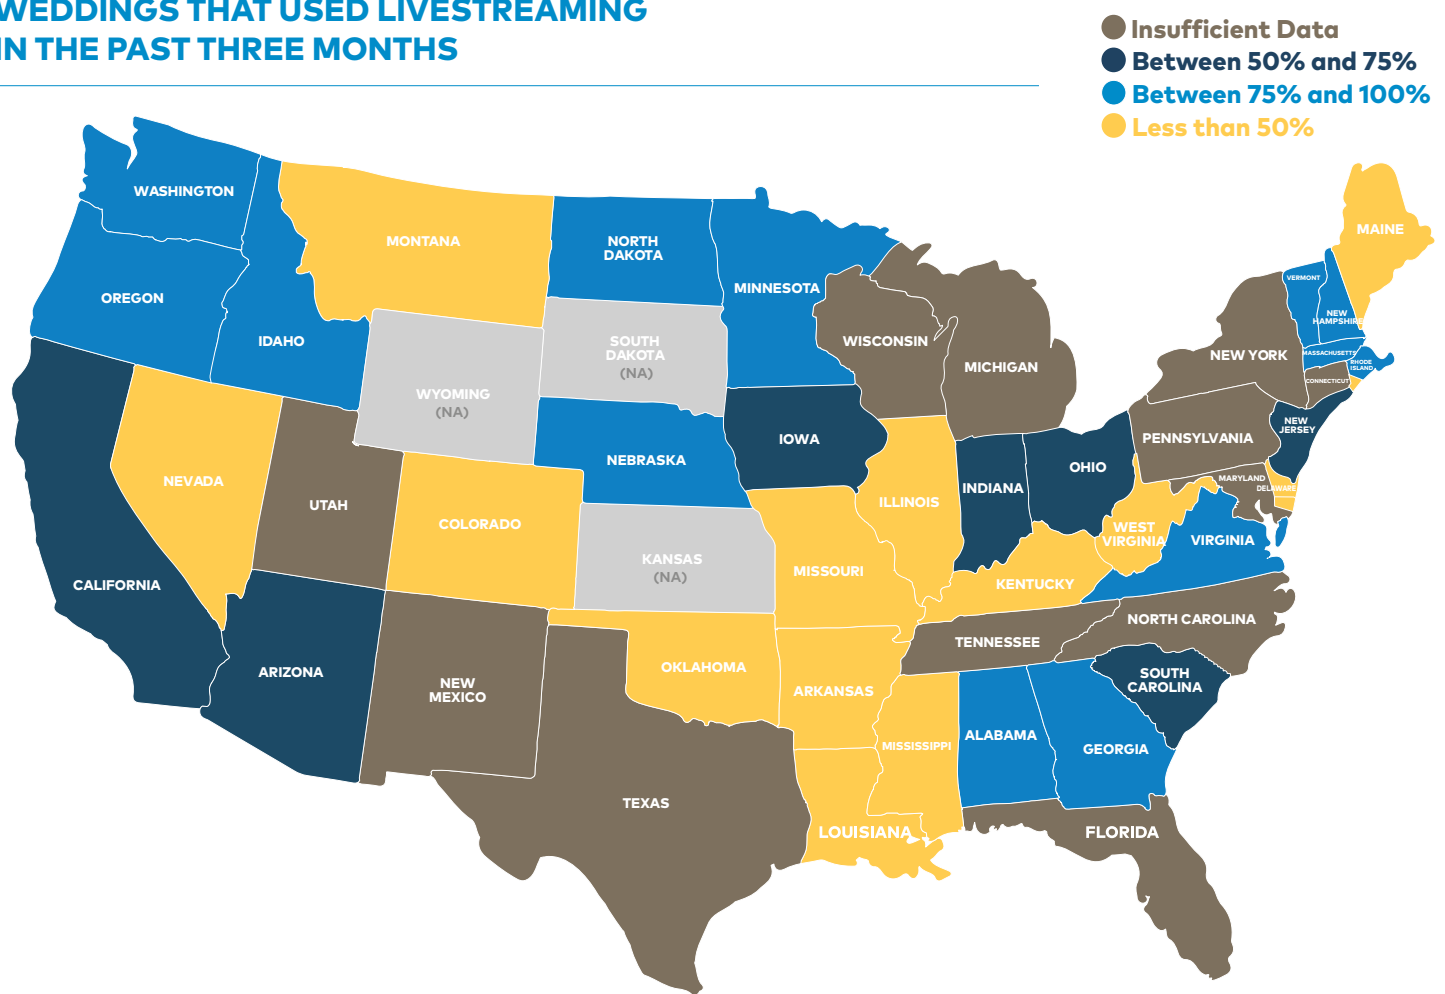 WEDDINGS THAT USED LIVESTREAMING
IN THE PAST THREE MONTHS
Insufficient Data
Between 50% and 75%
Between 75% and 100%
Less than 50%
WASHINGTON
MONTANA
NORTH
DAKOTA
MINNESOTA
MAINE
VERMONT
NEW
HAMPSHIRE
OREGON
IDAHO
SOUTH
DAKOTA
(NA)
WISCONSIN
MICHIGAN
NEW YORK
MASSACHUSETTS
RHODE
ISLAND
CONNECTICUT
WYOMING
(NA)
IOWA
OHIO
PENNSYLVANIA
NEW
JERSEY
NEVADA
UTAH
COLORADO
NEBRASKA
ILLINOIS
INDIANA
MARYLAND
DELAWARE
WEST
VIRGINIA
VIRGINIA
CALIFORNIA
KANSAS
(NA)
MISSOURI
KENTUCKY
NORTH CAROLINA
TENNESSEE
ARIZONA
NEW
MEXICO
OKLAHOMA
ARKANSAS
SOUTH
CAROLINA
MISSISSIPPI
ALABAMA
GEORGIA
TEXAS
LOUISIANA
FLORIDA